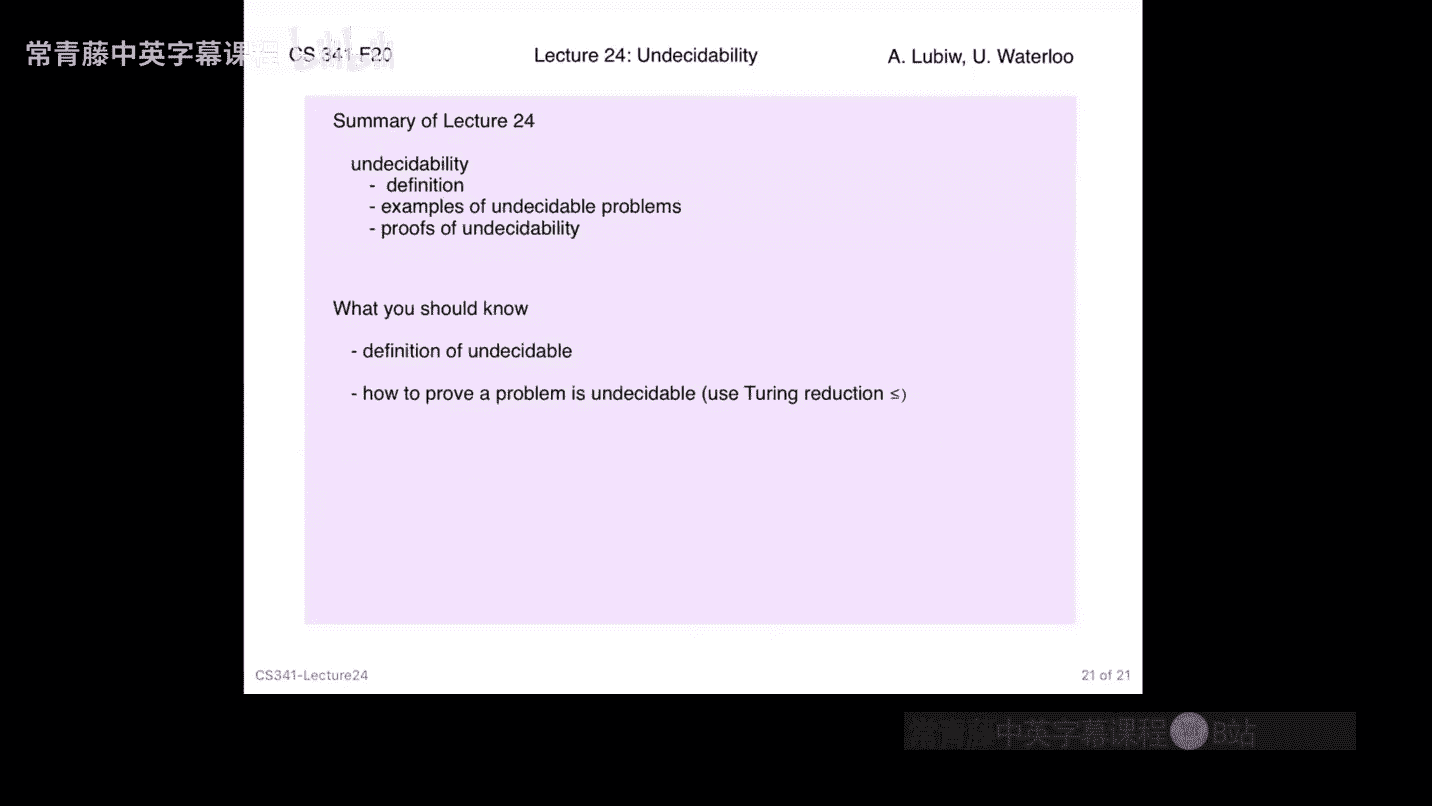 常青藤中英字幕课程
CS 341-F20
Lecture 24: Undecidability
A. Lubiw, U. Waterloo
Summary of Lecture 24
undecidability
- definition
- examples of undecidable problems
- proofs of undecidability
What you should know
- definition of undecidable
- how to prove a problem is undecidable (use Turing reduction ≤)
CS341-Lecture24
21 of 21
中英字幕课程
B站